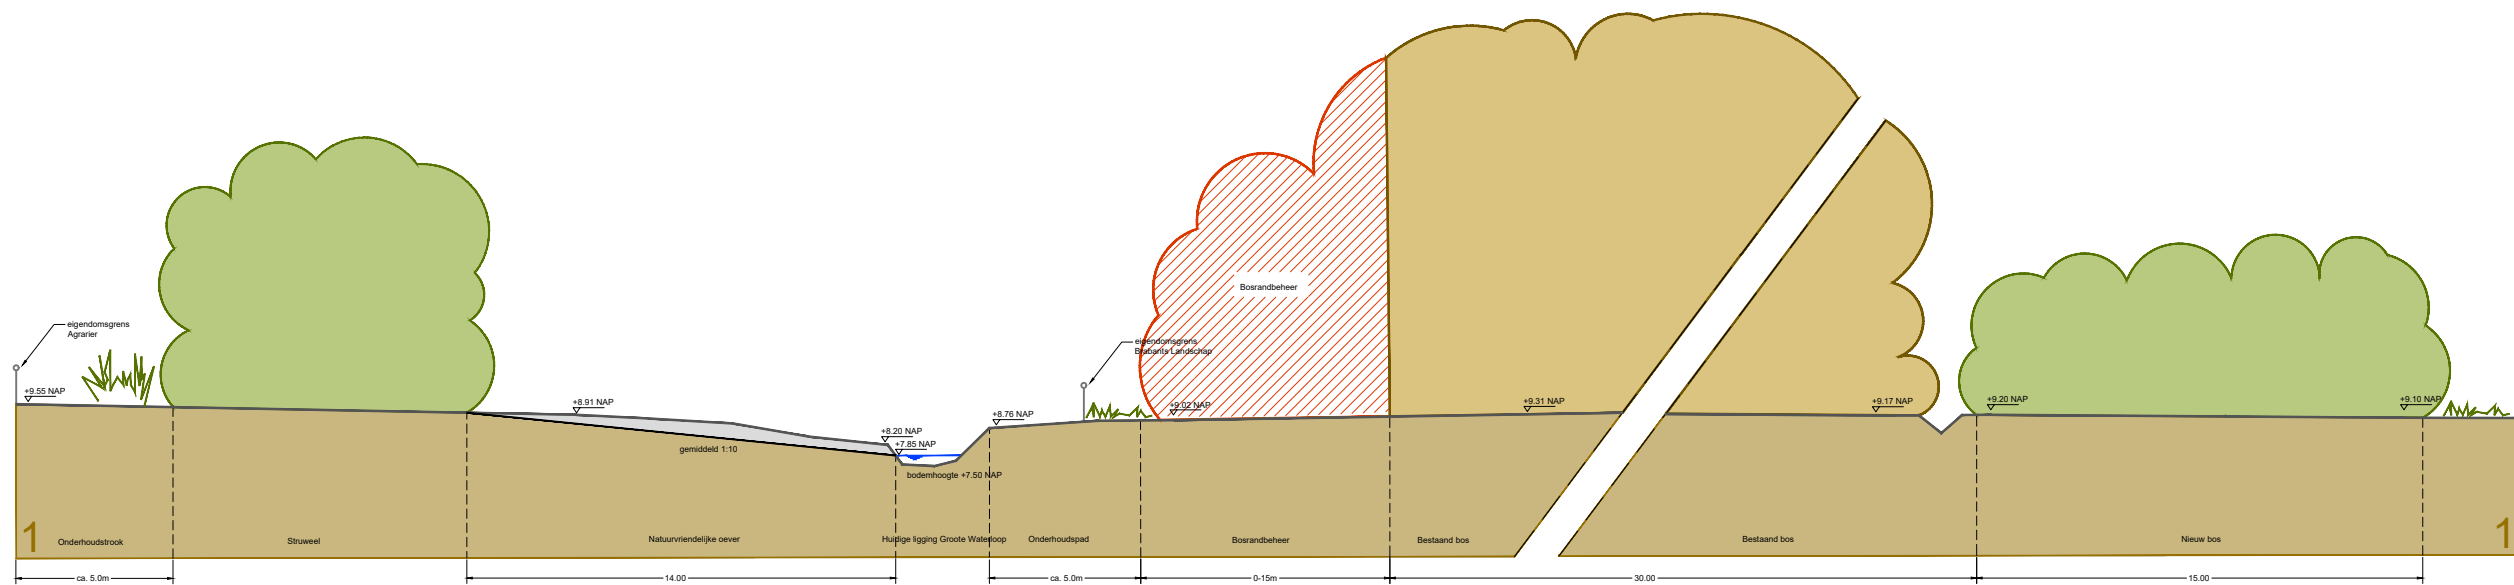 Bosrandbeheer
eigendomsgrens
Agrariër
eigendomsgrens
Brabants Landschap
+9.55 NAP
+8.91 NAP
+8.20 NAP
+7.85 NAP
+8.76 NAP
+9.02 NAP
+9.31 NAP
+9.17 NAP
+9.20 NAP
+9.10 NAP
gemiddeld 1:10
bodemhoogte +7.50 NAP
1
Onderhoudstrook
Struweel
Natuurvriendelijke oever
Huidige ligging Groote Waterloop
Onderhoudspad
Bosrandbeheer
Bestaand bos
Bestaand bos
Nieuw bos
1
ca. 5.0m
14.00
ca. 5.0m
0-15m
30.00
15.00